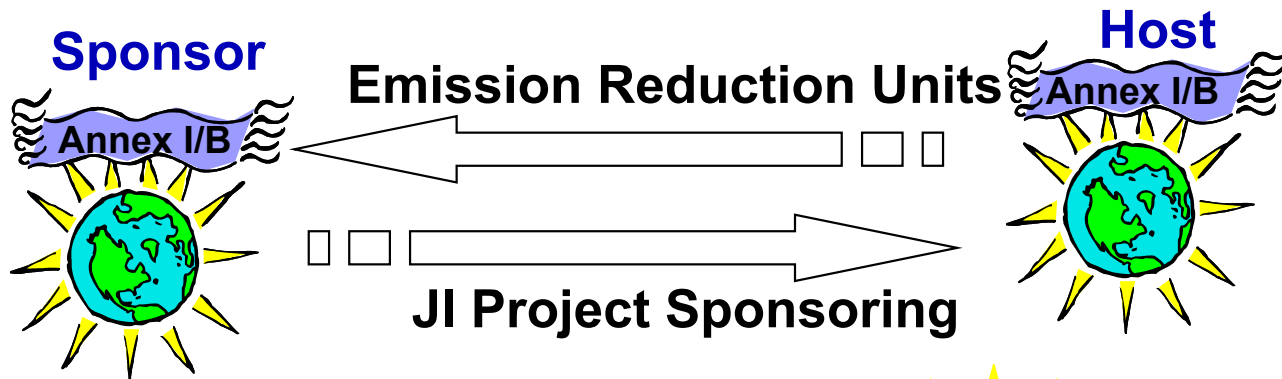 Sponsor
Host
Emission Reduction Units
Annex I/B
Annex I/B
JI Project Sponsoring